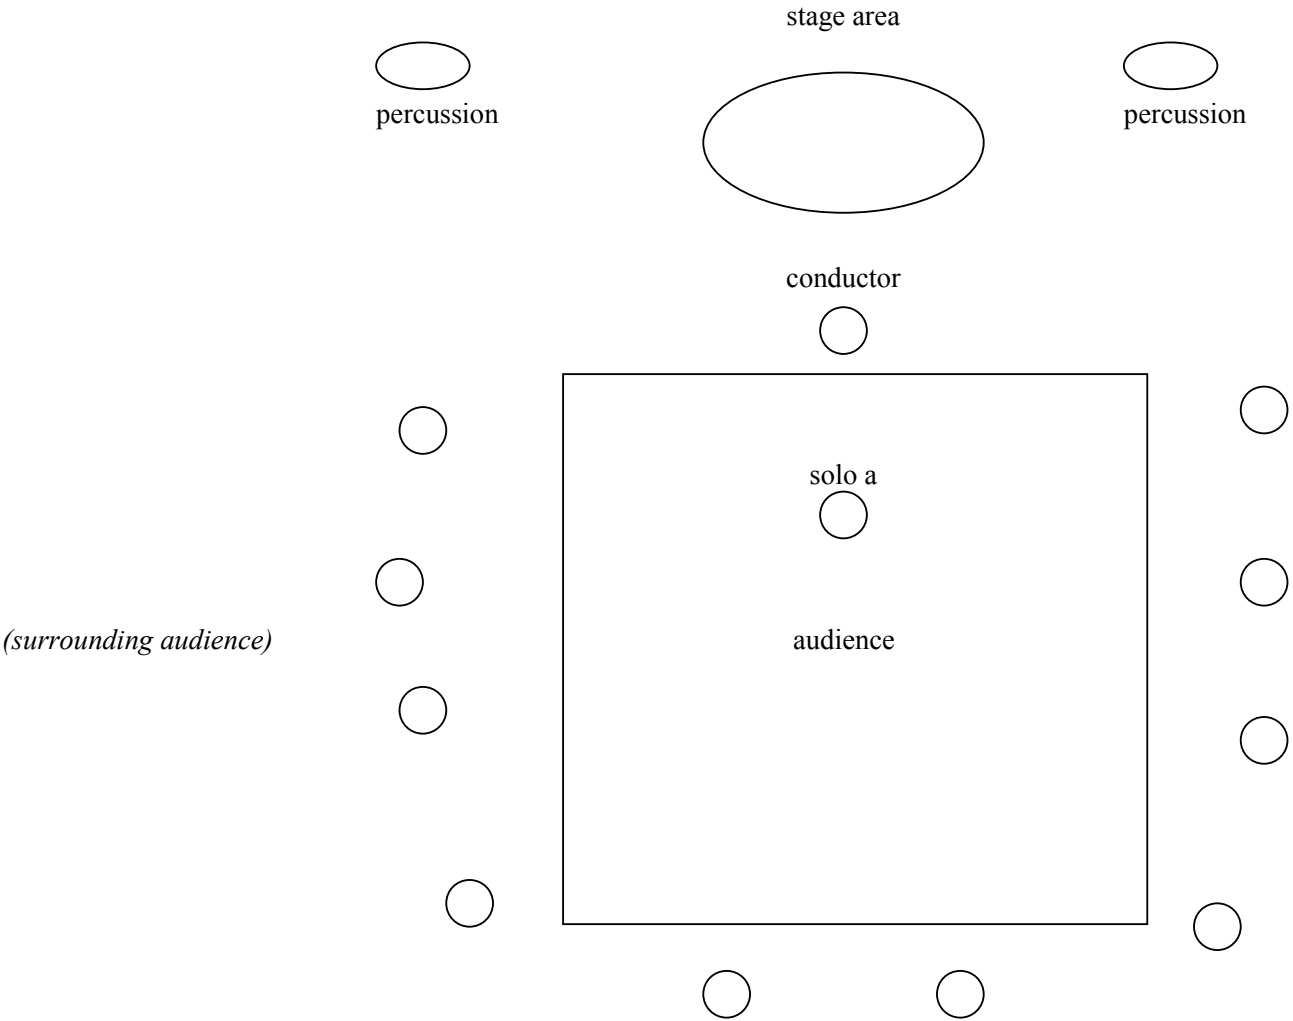 stage area
percussion
percussion
conductor
solo a
(surrounding audience)
audience